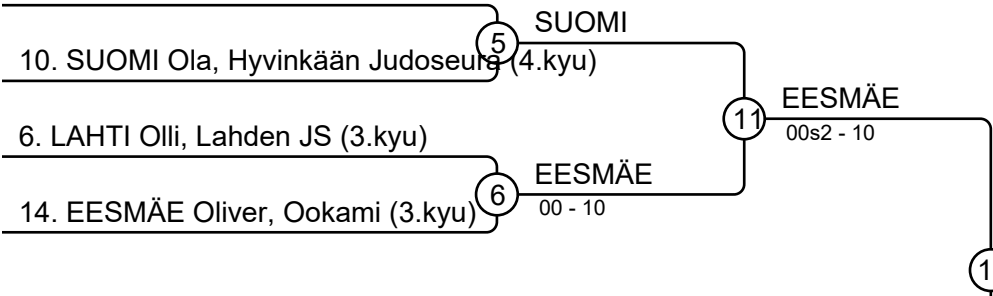 SUOMI
5
10. SUOMI Ola, Hyvinkään Judoseura (4.kyu)
EESMÄE
11
00s2 - 10
6. LAHTI Olli, Lahden JS (3.kyu)
EESMÄE
6
00 - 10
14. EESMÄE Oliver, Ookami (3.kyu)